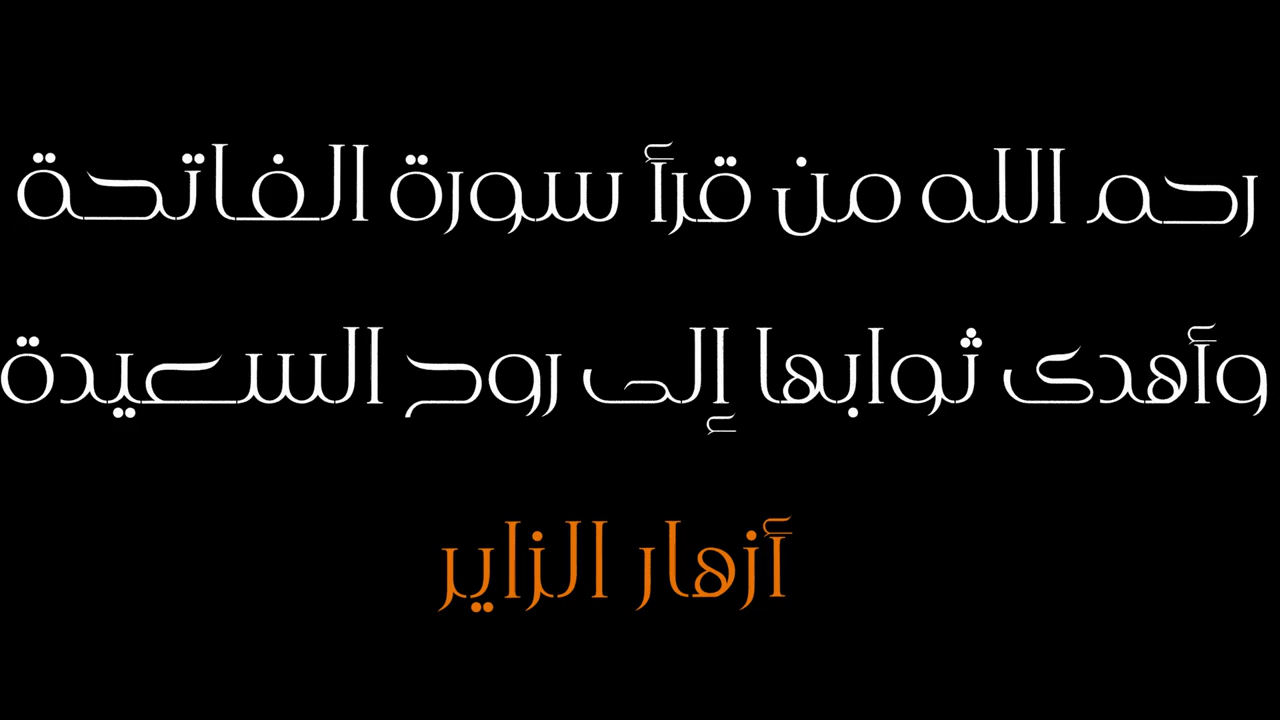 رحم الله من قرأ سورة الفاتحة
وأهدى ثوابها إلى روح السعيدة
أزهار الزاير